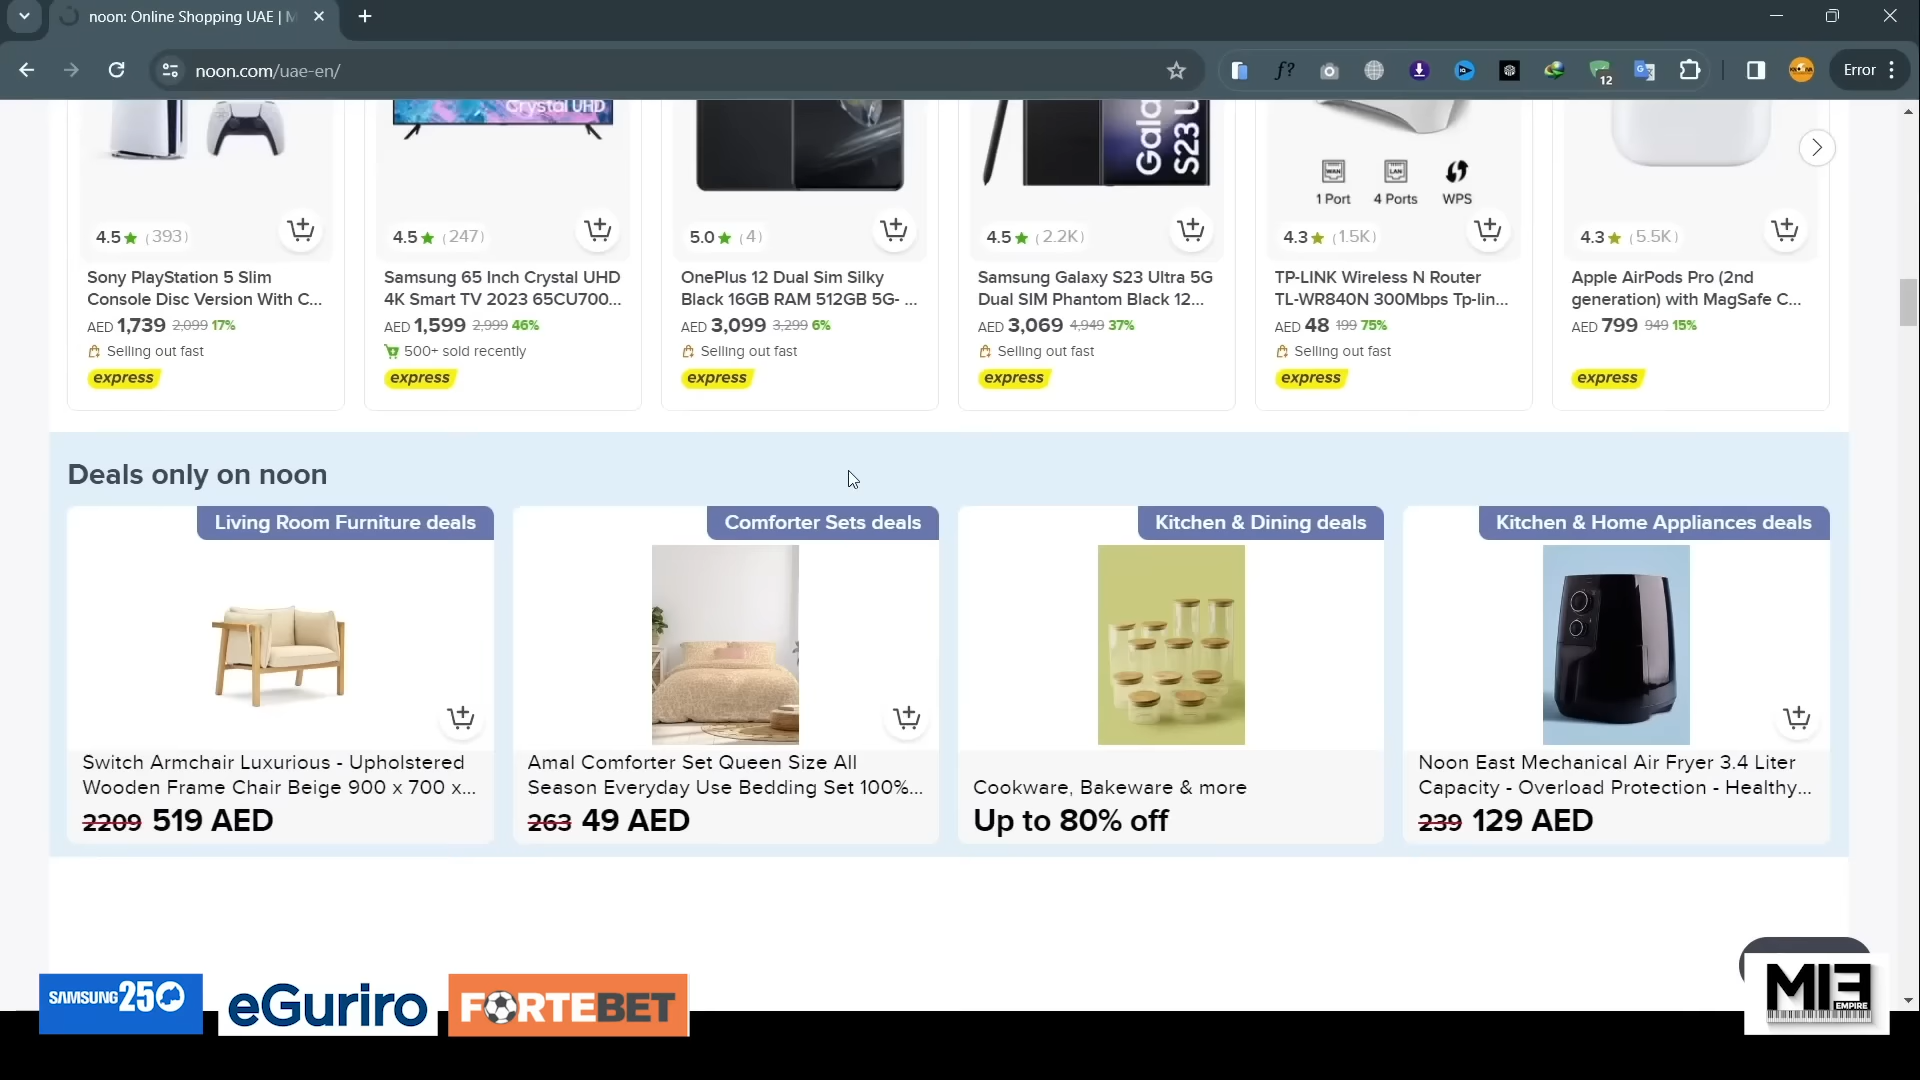 noon: Online Shopping UAE | M
noon.com/uae-en/
f?
12
Error
Crystal UHD
Gala
S23 U
WAN
LAN
1 Port
4 Ports
WPS
4.5 (393)
4.5 (247)
5.0 (4)
4.5 (2.2K)
4.3 (1.5K)
4.3 (5.5K)
Sony PlayStation 5 Slim
Console Disc Version With C...
AED 1,739 2,099 17%
Selling out fast
express
Samsung 65 Inch Crystal UHD
4K Smart TV 2023 65CU700...
AED 1,599 2,999 46%
500+ sold recently
express
OnePlus 12 Dual Sim Silky
Black 16GB RAM 512GB 5G- ...
AED 3,099 3,299 6%
Selling out fast
express
Samsung Galaxy S23 Ultra 5G
Dual SIM Phantom Black 12...
AED 3,069 4,949 37%
Selling out fast
express
TP-LINK Wireless N Router
TL-WR840N 300Mbps Tp-lin...
AED 48 199 75%
Selling out fast
express
Apple AirPods Pro (2nd
generation) with MagSafe C...
AED 799 949 15%
express
Deals only on noon
Living Room Furniture deals
Switch Armchair Luxurious - Upholstered
Wooden Frame Chair Beige 900 x 700 x...
2209 519 AED
Comforter Sets deals
Amal Comforter Set Queen Size All
Season Everyday Use Bedding Set 100%...
263 49 AED
Kitchen & Dining deals
Cookware, Bakeware & more
Up to 80% off
Kitchen & Home Appliances deals
Noon East Mechanical Air Fryer 3.4 Liter
Capacity - Overload Protection - Healthy...
239 129 AED
SAMSUNG 250
eGuriro
FORTEBET
M13
EMPIRE